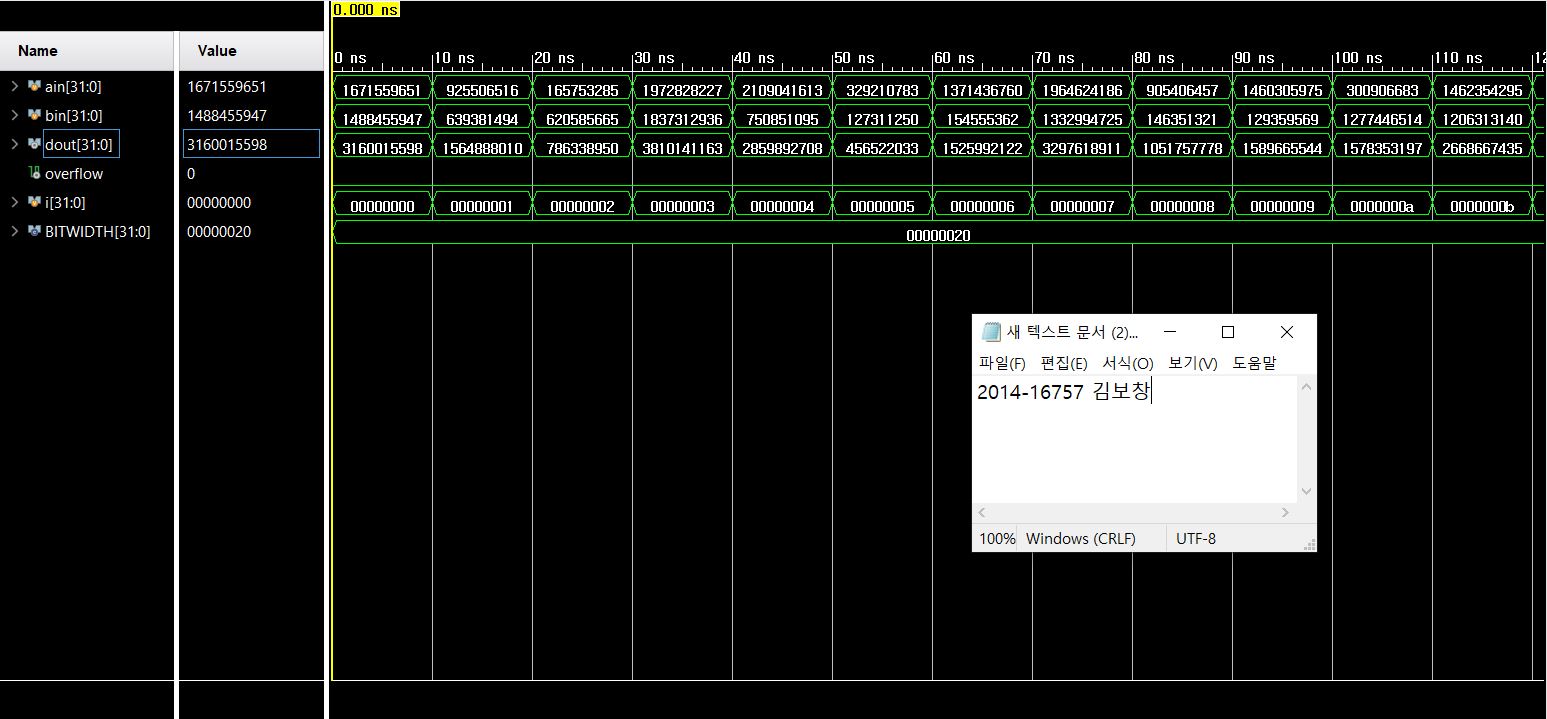 0.000 ns
Name Value
0 ns 10 ns 20 ns 30 ns 40 ns 50 ns 60 ns 70 ns 80 ns 90 ns 100 ns 110 ns 12
ain[31:0] 1671559651 1671559651 925506516 165753285 1972828227 2109041613 329210783 1371436760 1964624186 905406457 1460305975 300906683 1462354295
bin[31:0] 1488455947 1488455947 639381494 620585665 1837312936 750851095 127311250 154555362 1332994725 146351321 129359569 1277446514 1206313140
dout[31:0] 3160015598 3160015598 1564888010 786338950 3810141163 2859892708 456522033 1525992122 3297618911 1051757778 1589665544 1578353197 2668667435
overflow 0
i[31:0] 00000000 00000000 00000001 00000002 00000003 00000004 00000005 00000006 00000007 00000008 00000009 0000000a 0000000b
BITWIDTH[31:0] 00000020 00000020
새 텍스트 문서 (2)...
파일(F) 편집(E) 서식(O) 보기(V) 도움말
2014-16757 김보창
100% Windows (CRLF) UTF-8